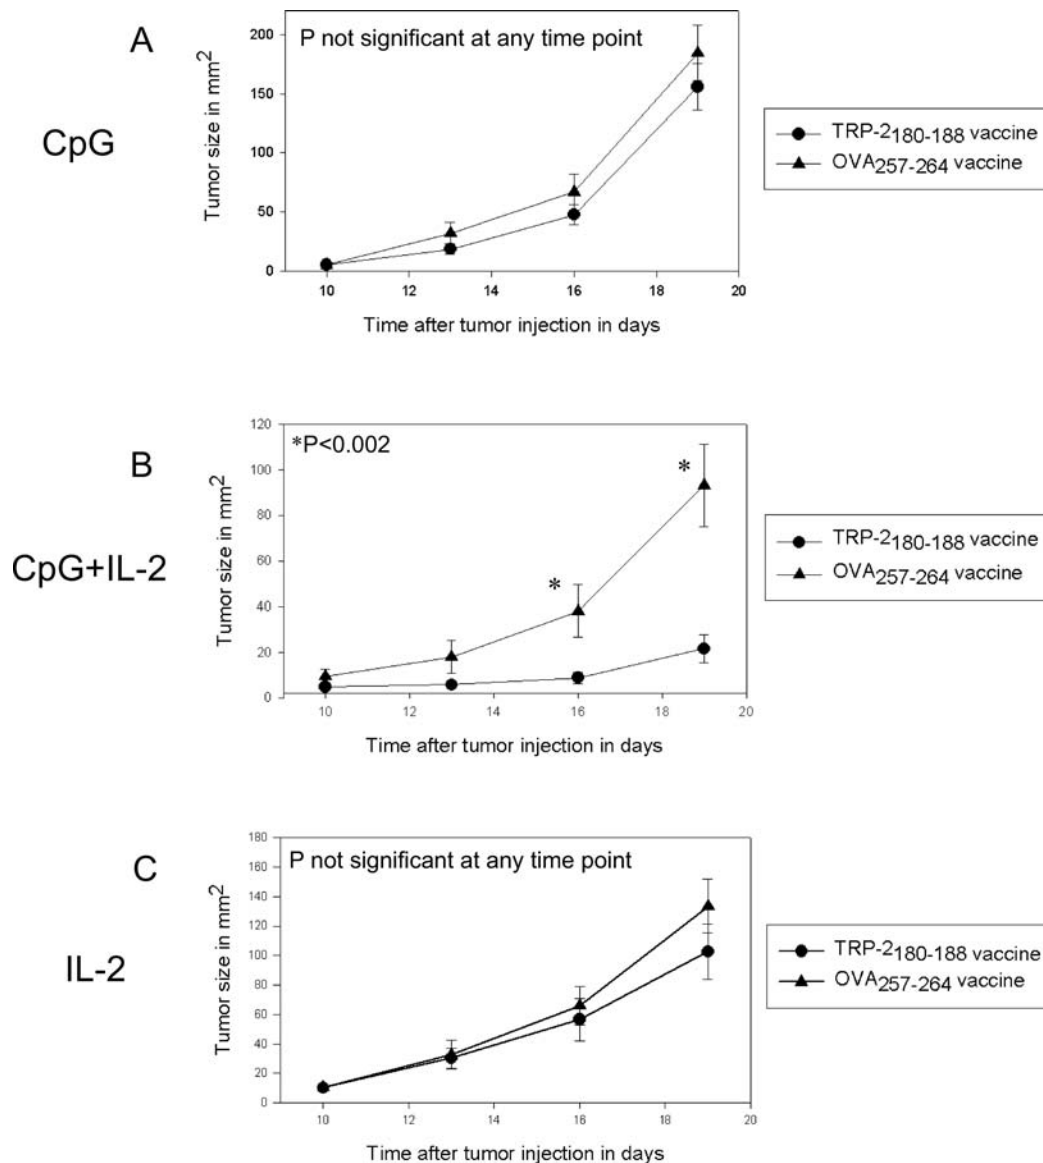 A
CpG
P not significant at any time point
Tumor size in mm²
200
150
100
50
0
10 12 14 16 18 20
Time after tumor injection in days
TRP-2₁₈₀₋₁₈₈ vaccine
OVA₂₅₇₋₂₆₄ vaccine
B
CpG+IL-2
*P<0.002
*
*
Tumor size in mm²
120
100
80
60
40
20
0
10 12 14 16 18 20
Time after tumor injection in days
TRP-2₁₈₀₋₁₈₈ vaccine
OVA₂₅₇₋₂₆₄ vaccine
C
IL-2
P not significant at any time point
Tumor size in mm²
180
160
140
120
100
80
60
40
20
0
10 12 14 16 18 20
Time after tumor injection in days
TRP-2₁₈₀₋₁₈₈ vaccine
OVA₂₅₇₋₂₆₄ vaccine